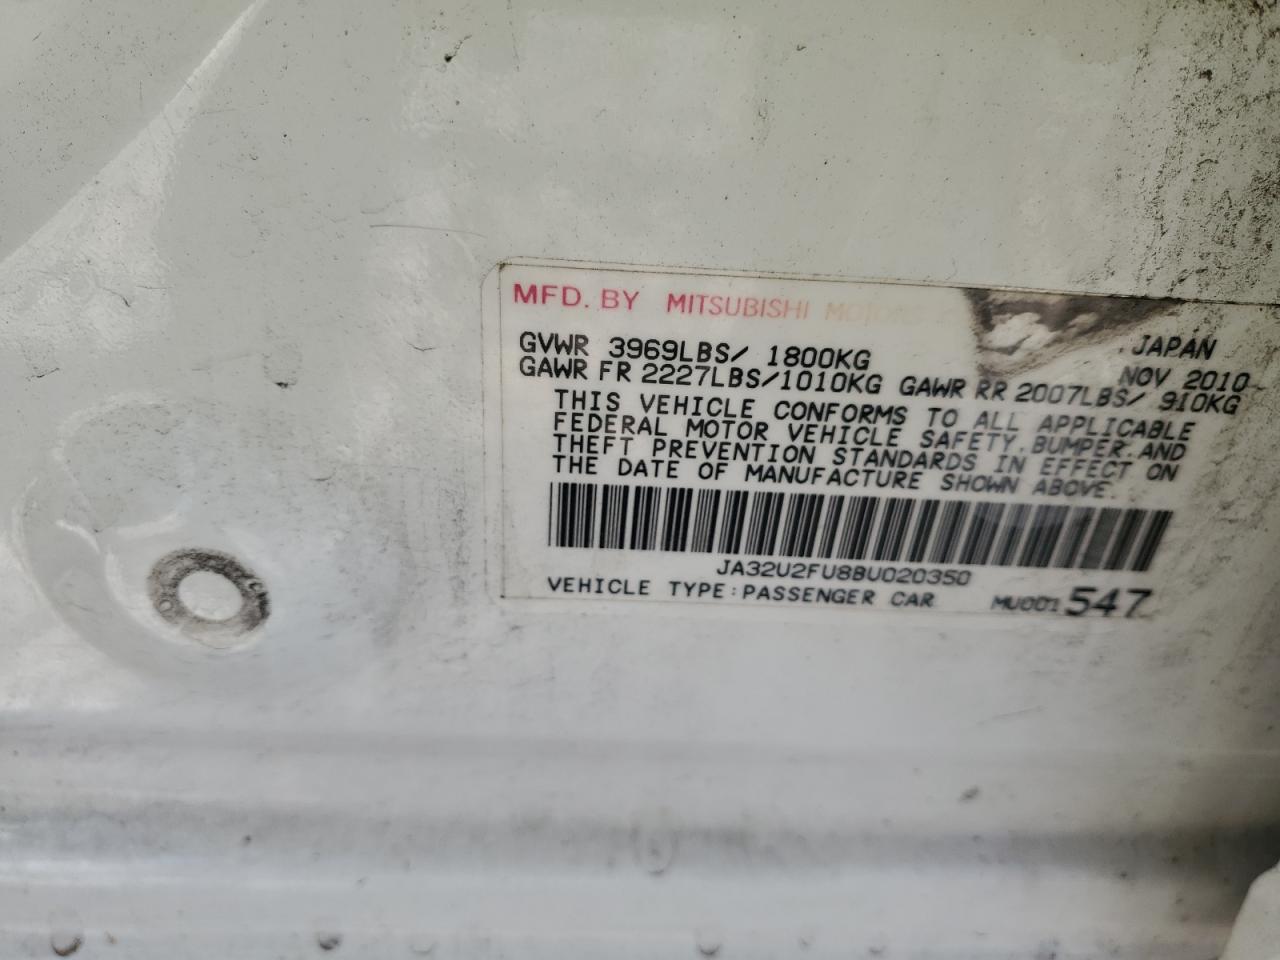 MFD. BY MITSUBISHI MOTORS
JAPAN
GVWR 3969LBS/ 1800KG NOV 2010
GAWR FR 2227LBS/1010KG GAWR RR 2007LBS/ 910KG
THIS VEHICLE CONFORMS TO ALL APPLICABLE
FEDERAL MOTOR VEHICLE SAFETY, BUMPER, AND
THEFT PREVENTION STANDARDS IN EFFECT ON
THE DATE OF MANUFACTURE SHOWN ABOVE.
JA32U2FU8BU020350
VEHICLE TYPE:PASSENGER CAR MU001547